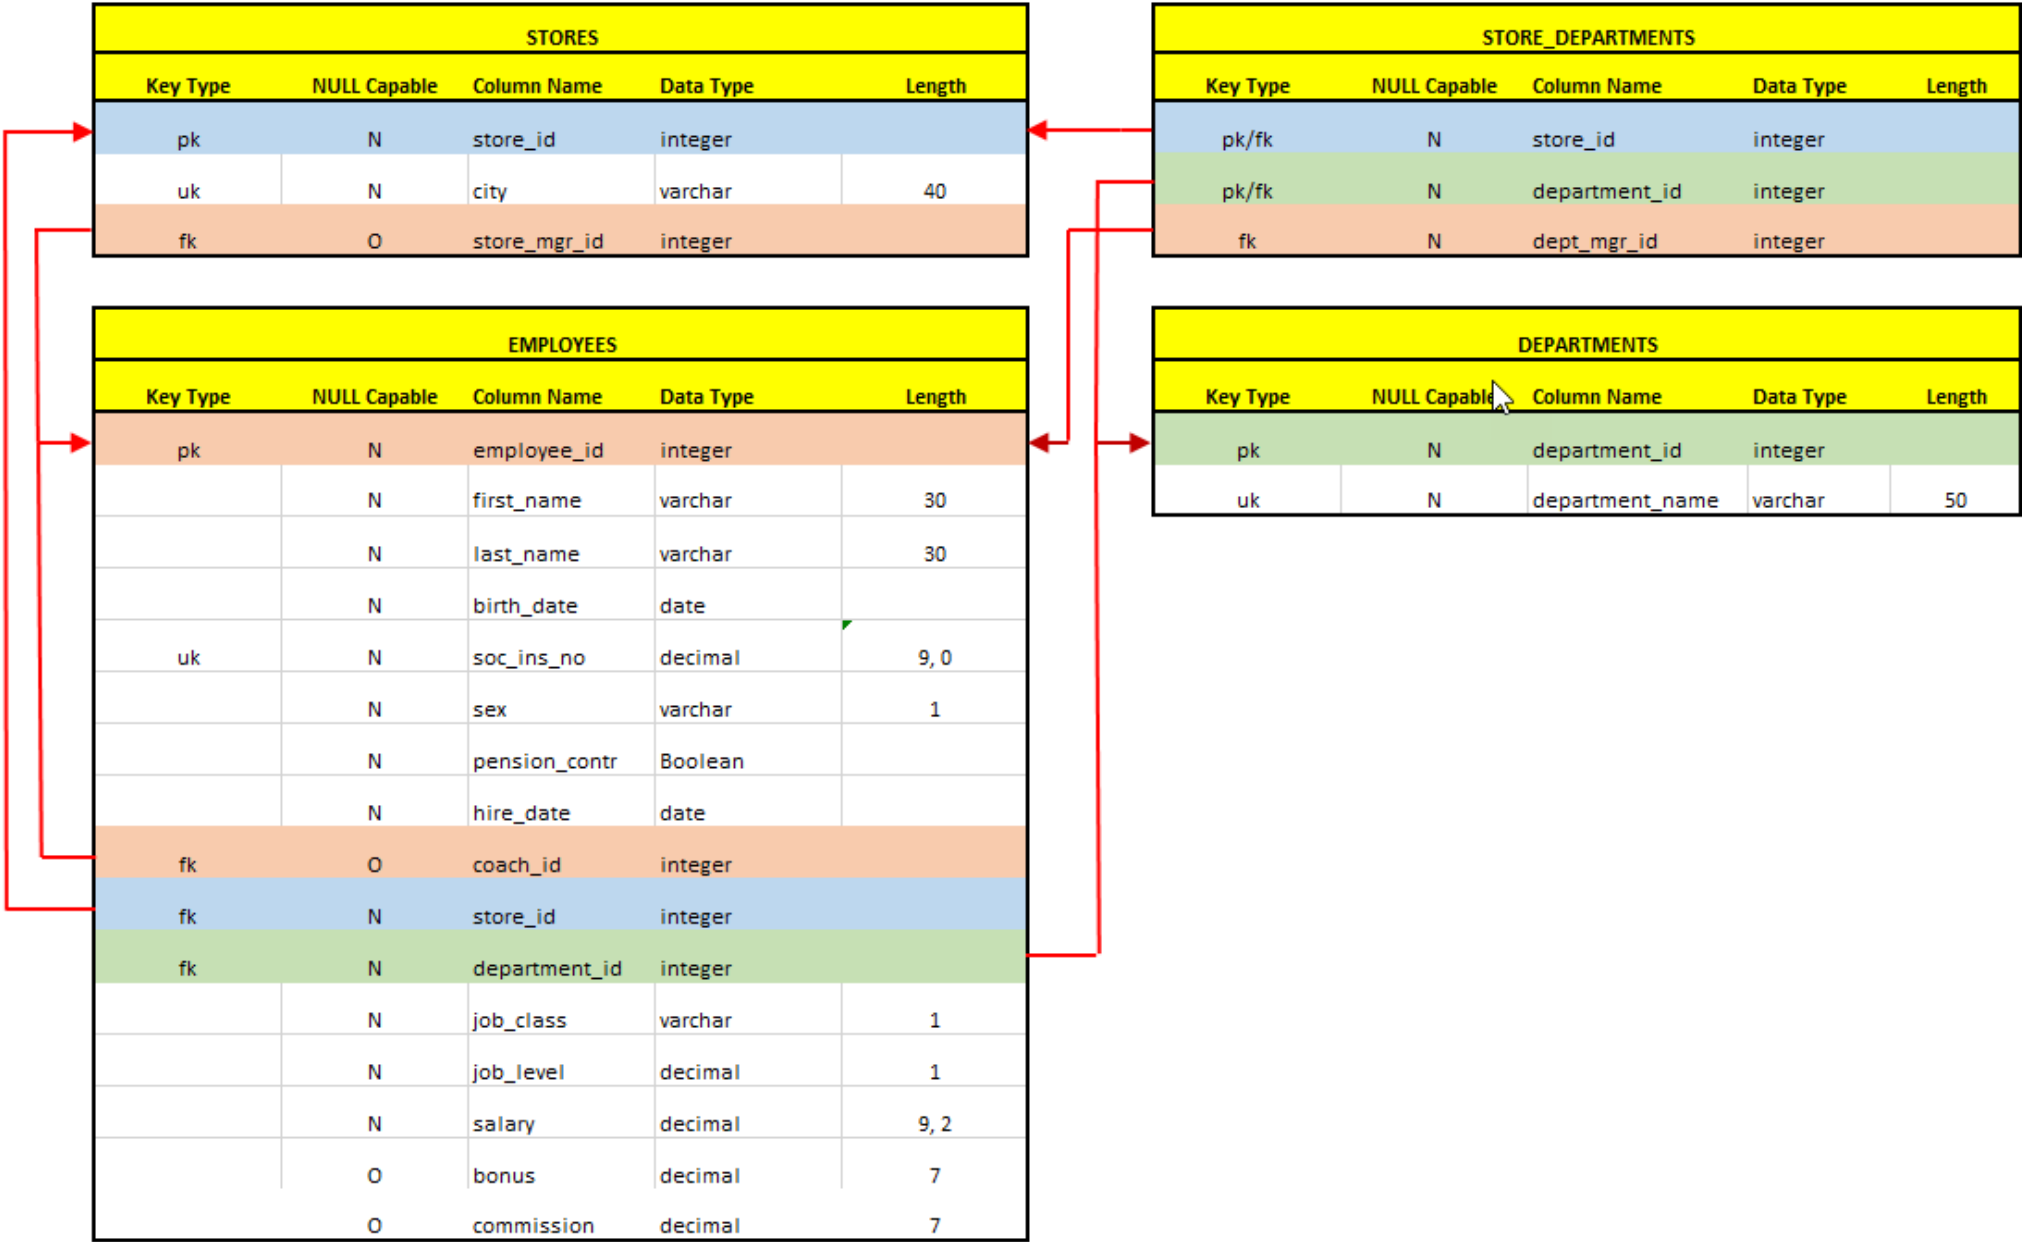 STORES
Key Type NULL Capable Column Name Data Type Length
pk N store_id integer
uk N city varchar 40
fk O store_mgr_id integer
STORE_DEPARTMENTS
Key Type NULL Capable Column Name Data Type Length
pk/fk N store_id integer
pk/fk N department_id integer
fk N dept_mgr_id integer
EMPLOYEES
Key Type NULL Capable Column Name Data Type Length
pk N employee_id integer
N first_name varchar 30
N last_name varchar 30
N birth_date date
uk N soc_ins_no decimal 9, 0
N sex varchar 1
N pension_contr Boolean
N hire_date date
fk O coach_id integer
fk N store_id integer
fk N department_id integer
N job_class varchar 1
N job_level decimal 1
N salary decimal 9, 2
O bonus decimal 7
O commission decimal 7
DEPARTMENTS
Key Type NULL Capable Column Name Data Type Length
pk N department_id integer
uk N department_name varchar 50